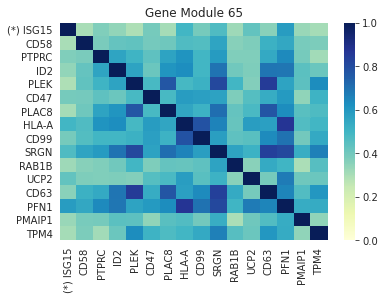 Gene Module 65
(*) ISG15
CD58
PTPRC
ID2
PLEK
CD47
PLAC8
HLA-A
CD99
SRGN
RAB1B
UCP2
CD63
PFN1
PMAIP1
TPM4
(*) ISG15
CD58
PTPRC
ID2
PLEK
CD47
PLAC8
HLA-A
CD99
SRGN
RAB1B
UCP2
CD63
PFN1
PMAIP1
TPM4
1.0
0.8
0.6
0.4
0.2
0.0